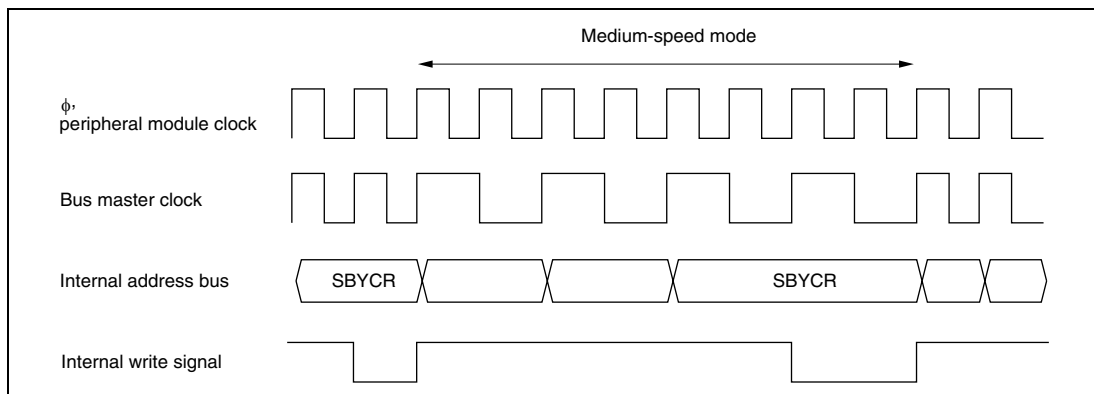 Medium-speed mode
ϕ,
peripheral module clock
Bus master clock
Internal address bus
SBYCR
SBYCR
Internal write signal